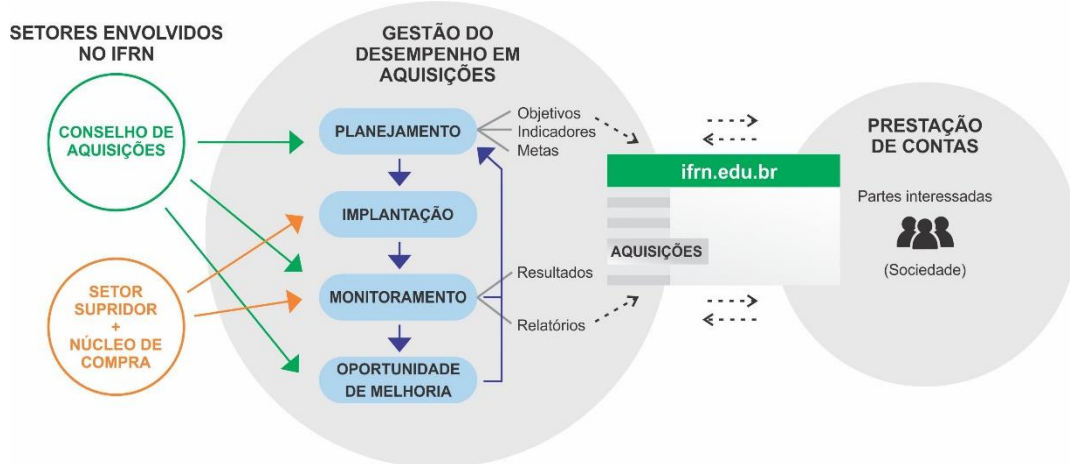 SETORES ENVOLVIDOS
NO IFRN
CONSELHO DE
AQUISIÇÕES
SETOR
SUPRIDOR
+
NÚCLEO DE
COMPRA
GESTÃO DO
DESEMPENHO EM
AQUISIÇÕES
PLANEJAMENTO
Objetivos
Indicadores
Metas
IMPLANTAÇÃO
MONITORAMENTO
Resultados
Relatórios
OPORTUNIDADE
DE MELHORIA
ifrn.edu.br
AQUISIÇÕES
PRESTAÇÃO
DE CONTAS
Partes interessadas
(Sociedade)